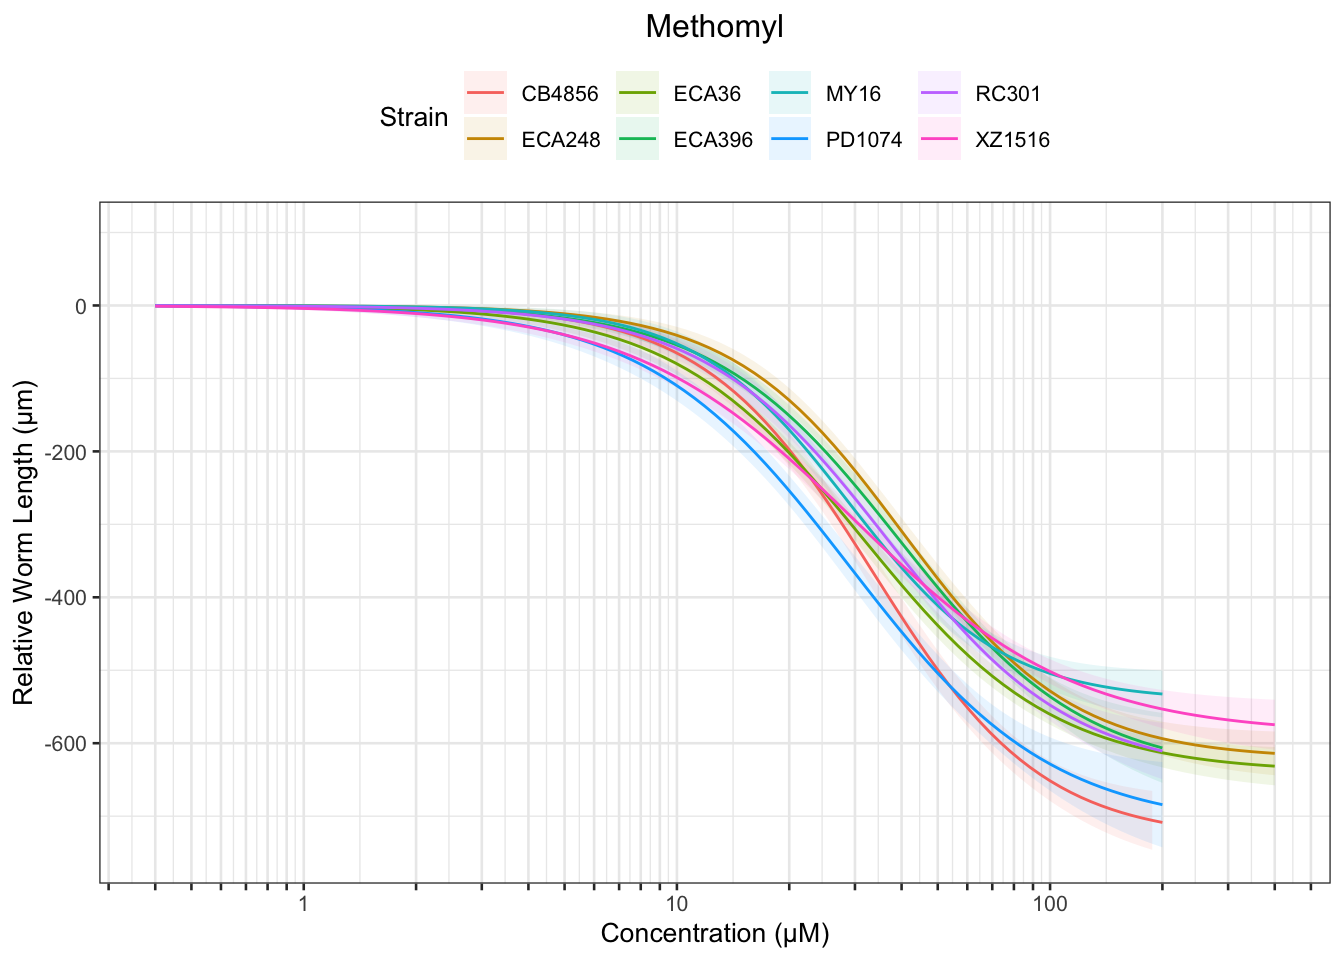 Methomyl
Strain
CB4856 ECA36 MY16 RC301
ECA248 ECA396 PD1074 XZ1516
Relative Worm Length (µm)
0
-200
-400
-600
1 10 100
Concentration (µM)